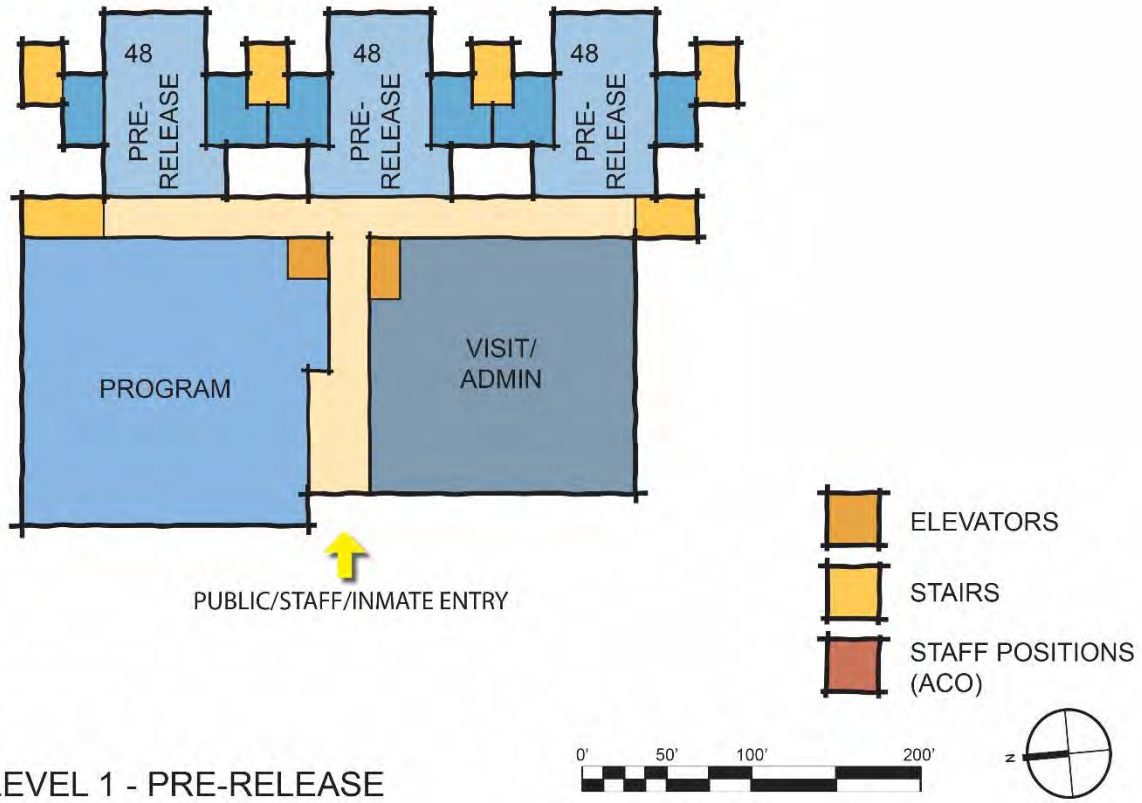 48
PRE-
RELEASE
48
PRE-
RELEASE
48
PRE-
RELEASE
PROGRAM
VISIT/
ADMIN
PUBLIC/STAFF/INMATE ENTRY
ELEVATORS
STAIRS
STAFF POSITIONS
(ACO)
0' 50' 100' 200'
N
EVEL 1 - PRE-RELEASE